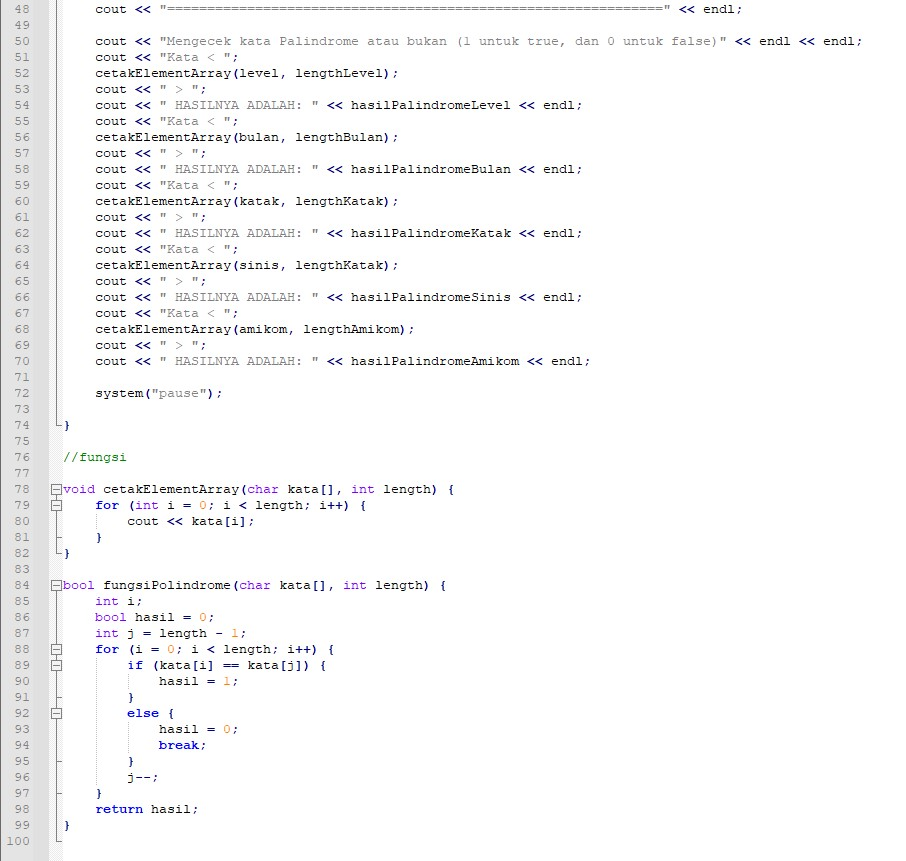 48 cout << "==============================================================" << endl;
49
50 cout << "Mengecek kata Palindrome atau bukan (1 untuk true, dan 0 untuk false)" << endl << endl;
51 cout << "Kata < ";
52 cetakElementArray(level, lengthLevel);
53 cout << " > ";
54 cout << " HASILNYA ADALAH: " << hasilPalindromeLevel << endl;
55 cout << "Kata < ";
56 cetakElementArray(bulan, lengthBulan);
57 cout << " > ";
58 cout << " HASILNYA ADALAH: " << hasilPalindromeBulan << endl;
59 cout << "Kata < ";
60 cetakElementArray(katak, lengthKatak);
61 cout << " > ";
62 cout << " HASILNYA ADALAH: " << hasilPalindromeKatak << endl;
63 cout << "Kata < ";
64 cetakElementArray(sinis, lengthKatak);
65 cout << " > ";
66 cout << " HASILNYA ADALAH: " << hasilPalindromeSinis << endl;
67 cout << "Kata < ";
68 cetakElementArray(amikom, lengthAmikom);
69 cout << " > ";
70 cout << " HASILNYA ADALAH: " << hasilPalindromeAmikom << endl;
71
72 system("pause");
73
74 }
75
76 //fungsi
77
78 void cetakElementArray(char kata[], int length) {
79 for (int i = 0; i < length; i++) {
80 cout << kata[i];
81 }
82 }
83
84 bool fungsiPolindrome(char kata[], int length) {
85 int i;
86 bool hasil = 0;
87 int j = length - 1;
88 for (i = 0; i < length; i++) {
89 if (kata[i] == kata[j]) {
90 hasil = 1;
91 }
92 else {
93 hasil = 0;
94 break;
95 }
96 j--;
97 }
98 return hasil;
99 }
100